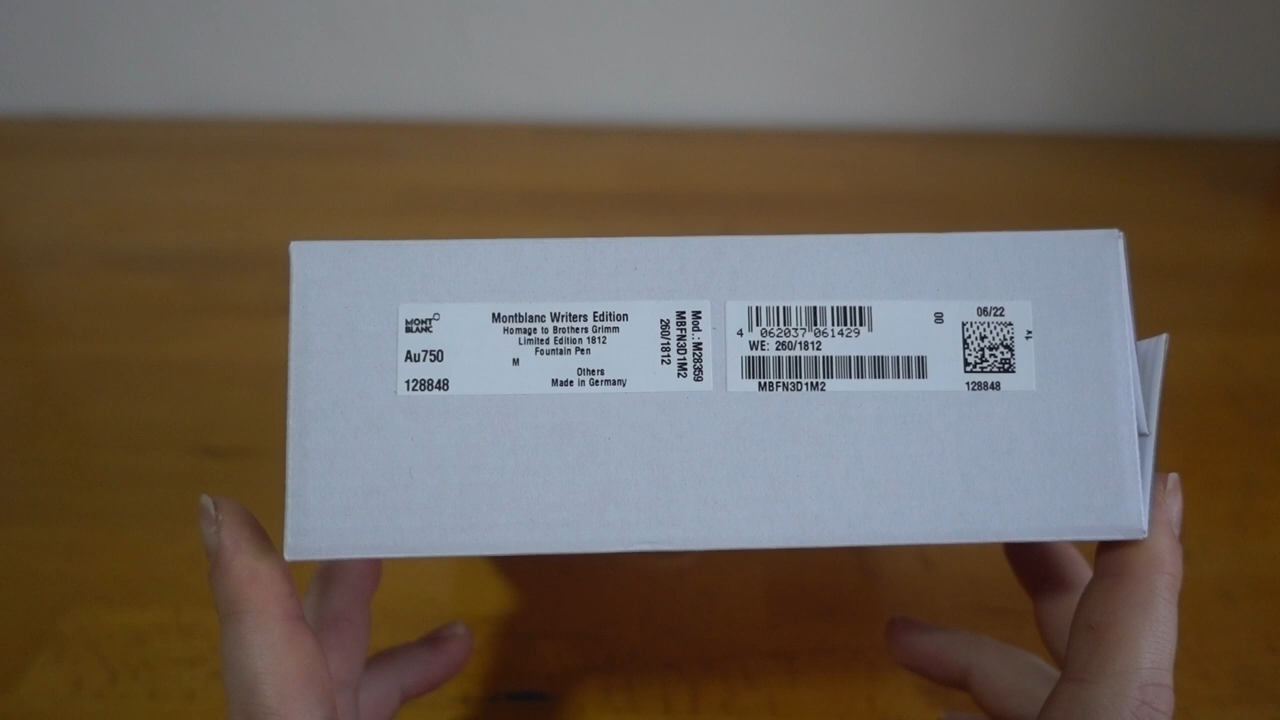 MONT
BLANC
Au750
128848
Montblanc Writers Edition
Homage to Brothers Grimm
Limited Edition 1812
Fountain Pen
M
Others
Made in Germany
Mod.: M28359
MBFN3D1M2
260/1812
4 062037 061429
WE: 260/1812
MBFN3D1M2
00
06/22
128848